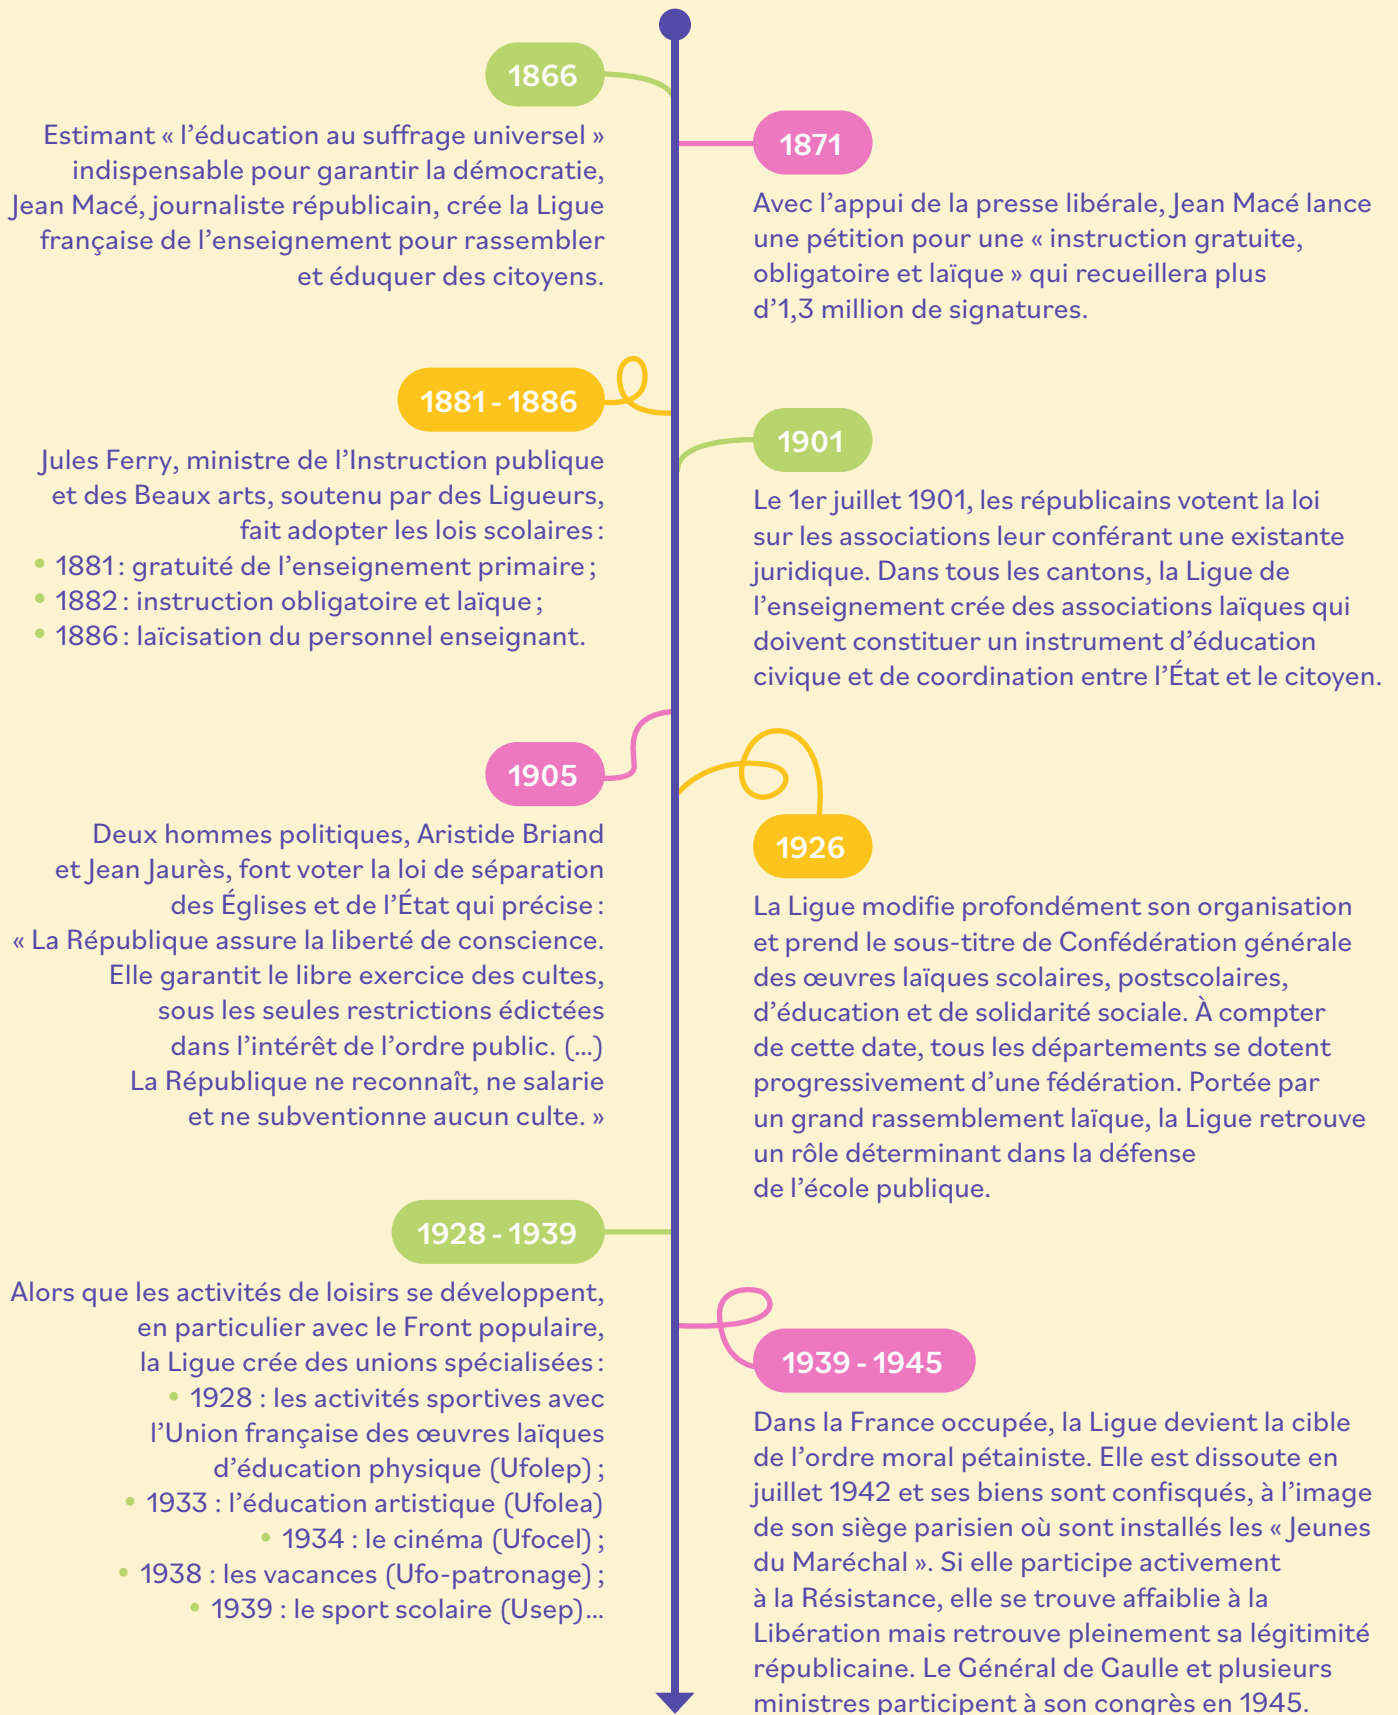 1866
Estimant « l’éducation au suffrage universel »
indispensable pour garantir la démocratie,
Jean Macé, journaliste républicain, crée la Ligue
française de l’enseignement pour rassembler
et éduquer des citoyens.
1871
Avec l’appui de la presse libérale, Jean Macé lance
une pétition pour une « instruction gratuite,
obligatoire et laïque » qui recueillera plus
d’1,3 million de signatures.
1881 - 1886
Jules Ferry, ministre de l’Instruction publique
et des Beaux arts, soutenu par des Ligueurs,
fait adopter les lois scolaires :
• 1881 : gratuité de l’enseignement primaire ;
• 1882 : instruction obligatoire et laïque ;
• 1886 : laïcisation du personnel enseignant.
1901
Le 1er juillet 1901, les républicains votent la loi
sur les associations leur conférant une existante
juridique. Dans tous les cantons, la Ligue de
l’enseignement crée des associations laïques qui
doivent constituer un instrument d’éducation
civique et de coordination entre l’État et le citoyen.
1905
Deux hommes politiques, Aristide Briand
et Jean Jaurès, font voter la loi de séparation
des Églises et de l’État qui précise :
« La République assure la liberté de conscience.
Elle garantit le libre exercice des cultes,
sous les seules restrictions édictées
dans l’intérêt de l’ordre public. (...)
La République ne reconnaît, ne salarie
et ne subventionne aucun culte. »
1926
La Ligue modifie profondément son organisation
et prend le sous-titre de Confédération générale
des œuvres laïques scolaires, postscolaires,
d’éducation et de solidarité sociale. À compter
de cette date, tous les départements se dotent
progressivement d’une fédération. Portée par
un grand rassemblement laïque, la Ligue retrouve
un rôle déterminant dans la défense
de l’école publique.
1928 - 1939
Alors que les activités de loisirs se développent,
en particulier avec le Front populaire,
la Ligue crée des unions spécialisées :
• 1928 : les activités sportives avec
l’Union française des œuvres laïques
d’éducation physique (Ufolep) ;
• 1933 : l’éducation artistique (Ufolea)
• 1934 : le cinéma (Ufocel) ;
• 1938 : les vacances (Ufo-patronage) ;
• 1939 : le sport scolaire (Usep)...
1939 - 1945
Dans la France occupée, la Ligue devient la cible
de l’ordre moral pétainiste. Elle est dissoute en
juillet 1942 et ses biens sont confisqués, à l’image
de son siège parisien où sont installés les « Jeunes
du Maréchal ». Si elle participe activement
à la Résistance, elle se trouve affaiblie à la
Libération mais retrouve pleinement sa légitimité
républicaine. Le Général de Gaulle et plusieurs
ministres participent à son congrès en 1945.